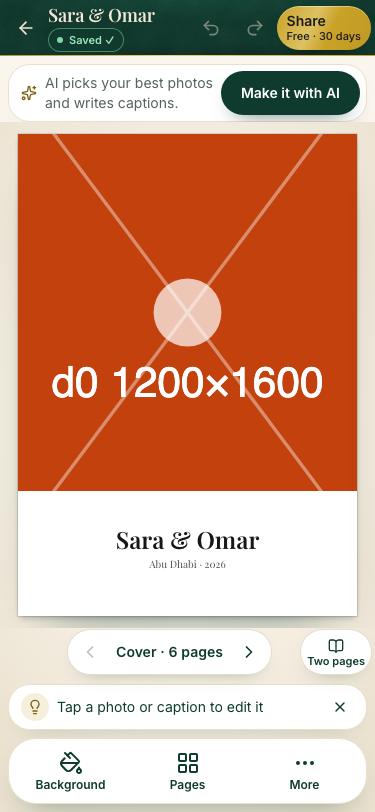 Sara & Omar
Saved ✓
Share
Free · 30 days
AI picks your best photos
and writes captions.
Make it with AI
d0 1200×1600
Sara & Omar
Abu Dhabi · 2026
Cover · 6 pages
Two pages
Tap a photo or caption to edit it
Background
Pages
More